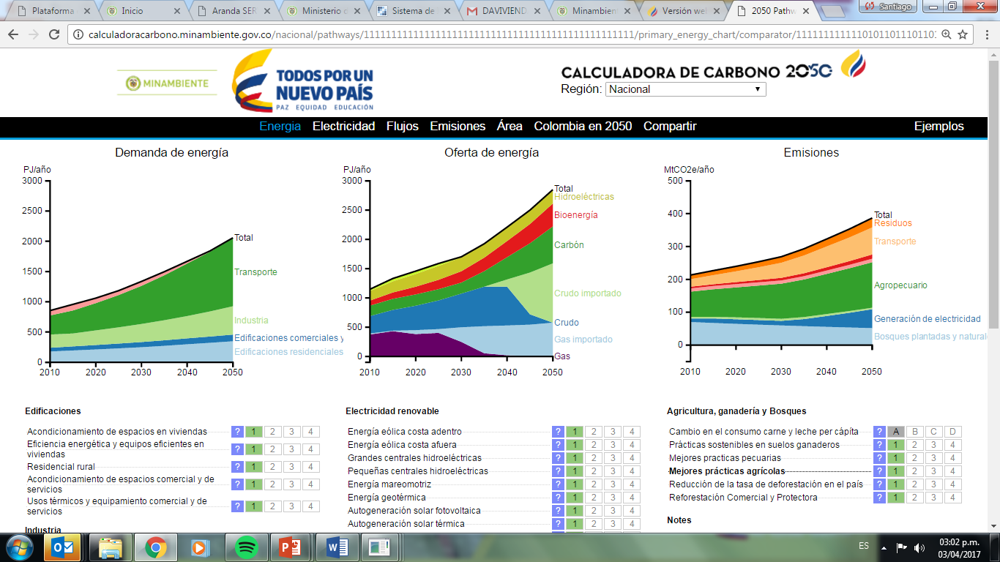 Plataforma
Inicio
Aranda SER
Ministerio d
Sistema de
DAVIVIEND
Minambien
Versión wel
2050 Pathw
Santiago
calculadoracarbono.minambiente.gov.co/nacional/pathways/
/primary_energy_chart/comparator/
MINAMBIENTE
TODOS POR UN
NUEVO PAÍS
PAZ EQUIDAD EDUCACIÓN
CALCULADORA DE CARBONO 2050
Región: Nacional
Energía Electricidad Flujos Emisiones Área Colombia en 2050 Compartir Ejemplos
Demanda de energía
PJ/año
3000
2500
2000
1500
1000
500
0
2010 2020 2030 2040 2050
Total
Transporte
Industria
Edificaciones comerciales y
Edificaciones residenciales
Oferta de energía
PJ/año
3000
2500
2000
1500
1000
500
0
2010 2020 2030 2040 2050
Total
Hidroeléctricas
Bioenergía
Carbón
Crudo importado
Crudo
Gas importado
Gas
Emisiones
MtCO2e/año
500
400
300
200
100
0
2010 2020 2030 2040 2050
Total
Residuos
Transporte
Agropecuario
Generación de electricidad
Bosques plantadas y naturale
Edificaciones
Acondicionamiento de espacios en viviendas ? 1 2 3 4
Eficiencia energética y equipos eficientes en
viviendas ? 1 2 3 4
Residencial rural ? 1 2 3 4
Acondicionamiento de espacios comercial y de
servicios ? 1 2 3 4
Usos térmicos y equipamiento comercial y de
servicios ? 1 2 3 4
Industria
Electricidad renovable
Energía eólica costa adentro ? 1 2 3 4
Energía eólica costa afuera ? 1 2 3 4
Grandes centrales hidroeléctricas ? 1 2 3 4
Pequeñas centrales hidroeléctricas ? 1 2 3 4
Energía mareomotriz ? 1 2 3 4
Energía geotérmica ? 1 2 3 4
Autogeneración solar fotovoltaica ? 1 2 3 4
Autogeneración solar térmica ? 1 2 3 4
Agricultura, ganadería y Bosques
Cambio en el consumo carne y leche per cápíta ? A B C D
Prácticas sostenibles en suelos ganaderos ? 1 2 3 4
Mejores practicas pecuarias ? 1 2 3 4
Mejores prácticas agrícolas ? 1 2 3 4
Reducción de la tasa de deforestación en el país ? 1 2 3 4
Reforestación Comercial y Protectora ? 1 2 3 4
Notes
ES
03:02 p.m.
03/04/2017